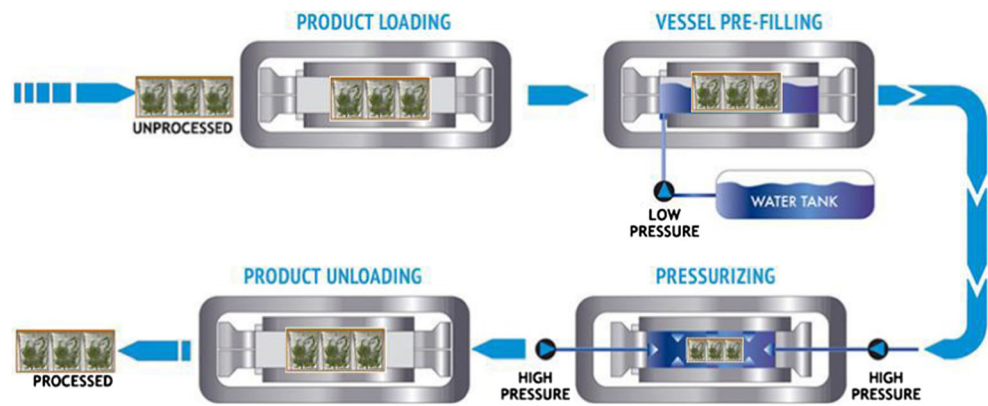 PRODUCT LOADING
VESSEL PRE-FILLING
UNPROCESSED
WATER TANK
LOW
PRESSURE
PRODUCT UNLOADING
PRESSURIZING
PROCESSED
HIGH
PRESSURE
HIGH
PRESSURE